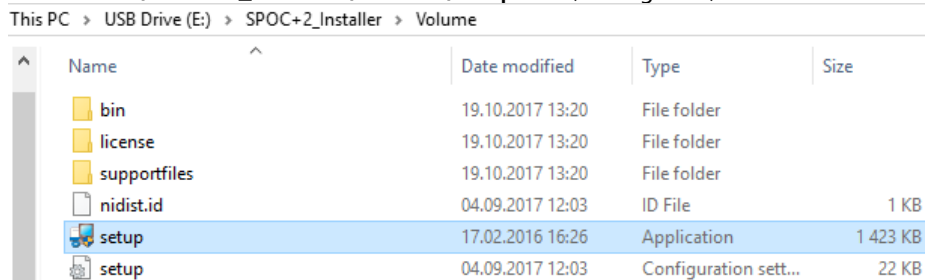 This PC > USB Drive (E:) > SPOC+2_Installer > Volume
Name Date modified Type Size
bin 19.10.2017 13:20 File folder
license 19.10.2017 13:20 File folder
supportfiles 19.10.2017 13:20 File folder
nidist.id 04.09.2017 12:03 ID File 1 KB
setup 17.02.2016 16:26 Application 1 423 KB
setup 04.09.2017 12:03 Configuration sett... 22 KB